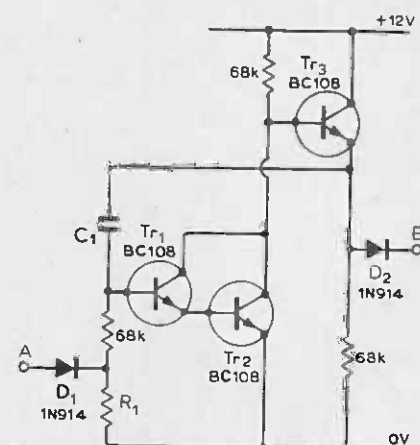 +12V
68k
Tr3
BC108
C1
Tr1
BC108
B
D2
1N914
68k
A
Tr2
BC108
68k
D1
1N914
R1
0V